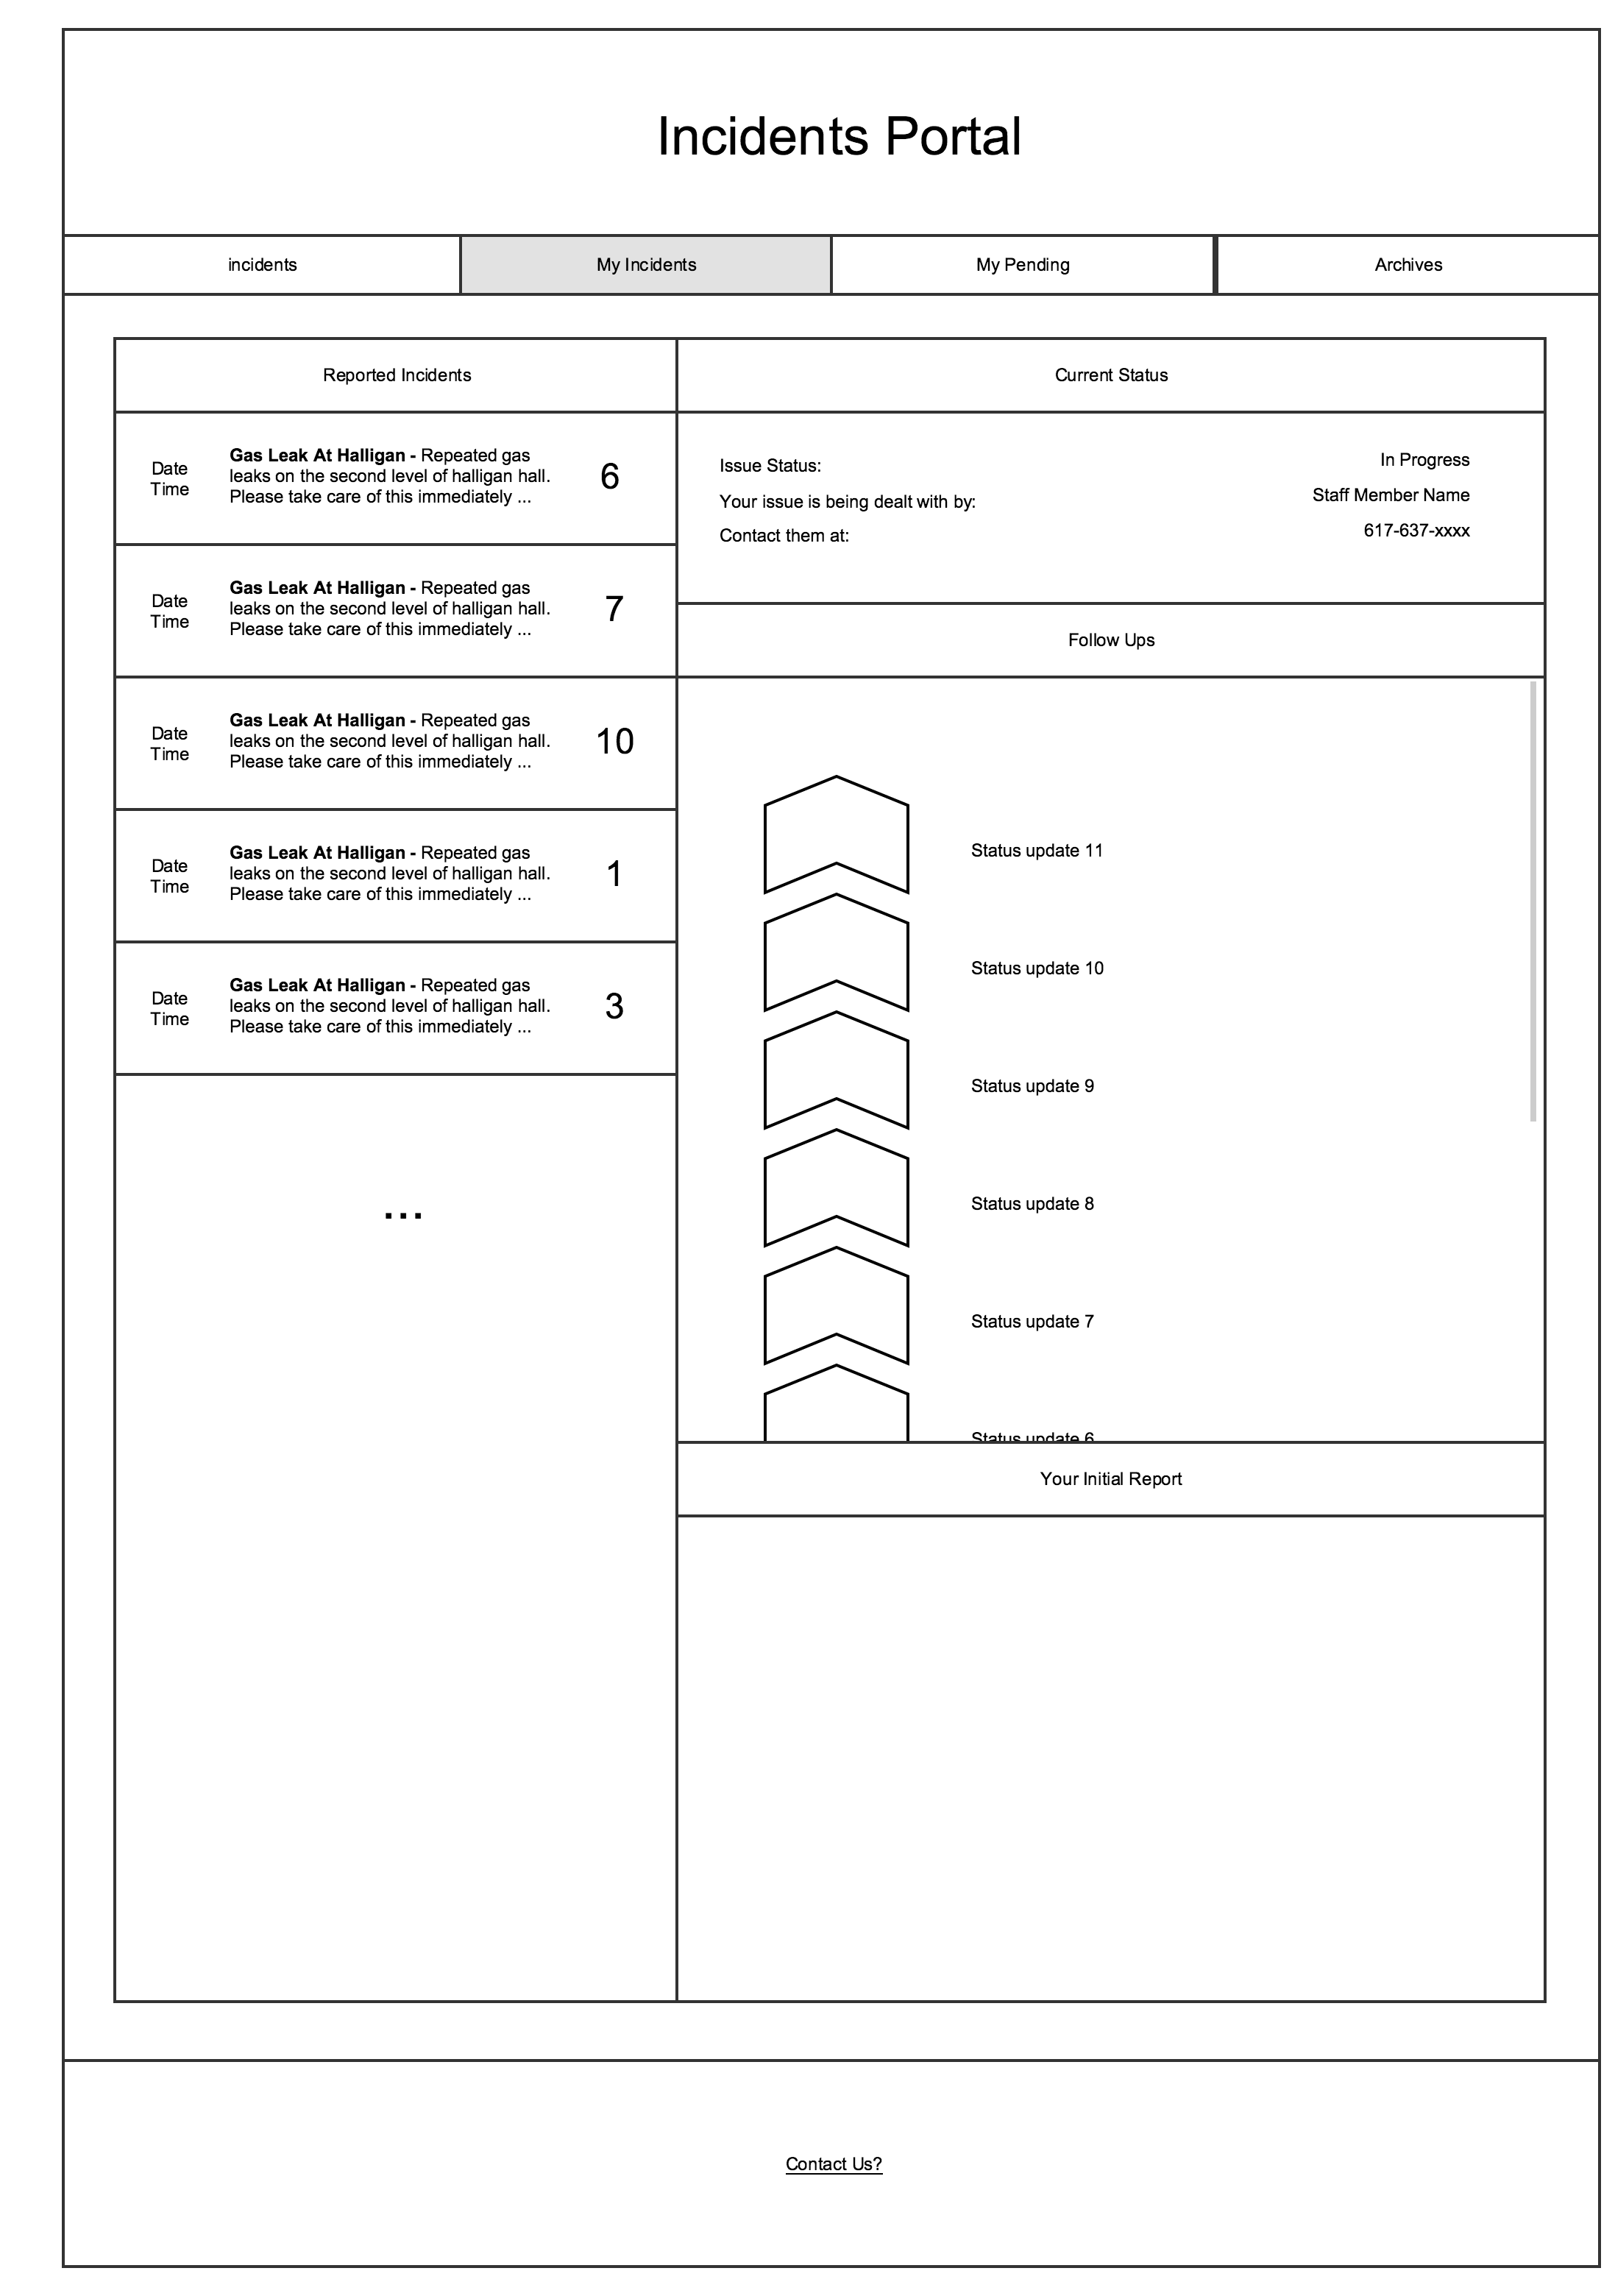 Incidents Portal
incidents
My Incidents
My Pending
Archives
Reported Incidents
Date
Time
Gas Leak At Halligan - Repeated gas
leaks on the second level of halligan hall.
Please take care of this immediately ...
6
Date
Time
Gas Leak At Halligan - Repeated gas
leaks on the second level of halligan hall.
Please take care of this immediately ...
7
Date
Time
Gas Leak At Halligan - Repeated gas
leaks on the second level of halligan hall.
Please take care of this immediately ...
10
Date
Time
Gas Leak At Halligan - Repeated gas
leaks on the second level of halligan hall.
Please take care of this immediately ...
1
Date
Time
Gas Leak At Halligan - Repeated gas
leaks on the second level of halligan hall.
Please take care of this immediately ...
3
...
Current Status
Issue Status:
In Progress
Your issue is being dealt with by:
Staff Member Name
Contact them at:
617-637-xxxx
Follow Ups
Status update 11
Status update 10
Status update 9
Status update 8
Status update 7
Status update 6
Your Initial Report
Contact Us?